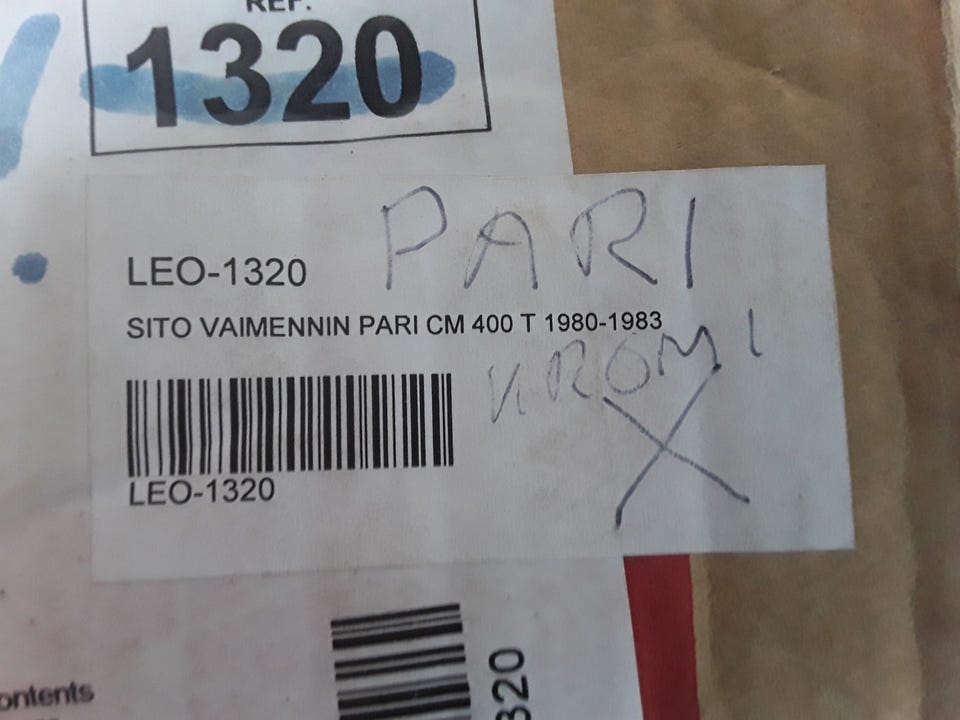 REF.
1320
PARI
LEO-1320
SITO VAIMENNIN PARI CM 400 T 1980-1983
KROMI
X
LEO-1320
320
ontents